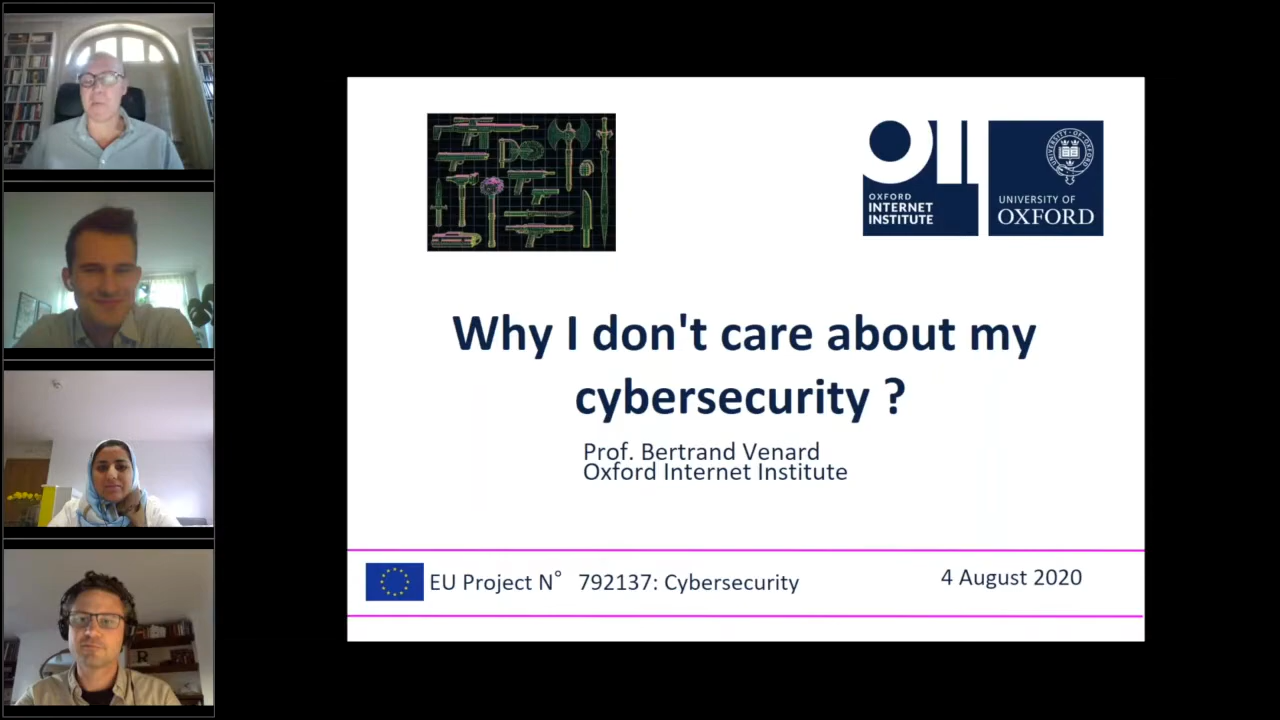 OII
OXFORD
INTERNET
INSTITUTE
UNIVERSITY OF
OXFORD
Why I don't care about my
cybersecurity ?
Prof. Bertrand Venard
Oxford Internet Institute
EU Project N° 792137: Cybersecurity
4 August 2020